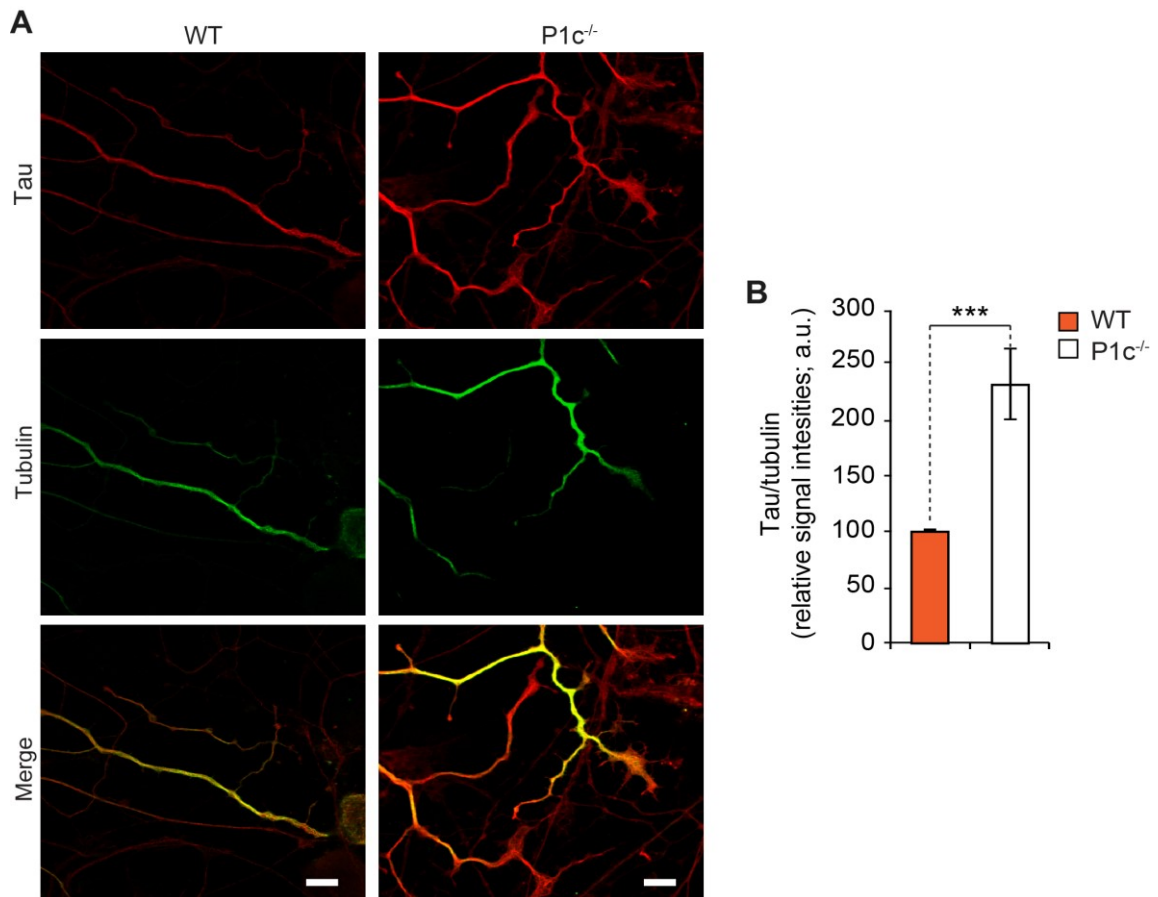 A
WT
P1c-/-
Tau
Tubulin
Merge
B
Tau/tubulin
(relative signal intesities; a.u.)
300
250
200
150
100
50
0
***
WT
P1c-/-